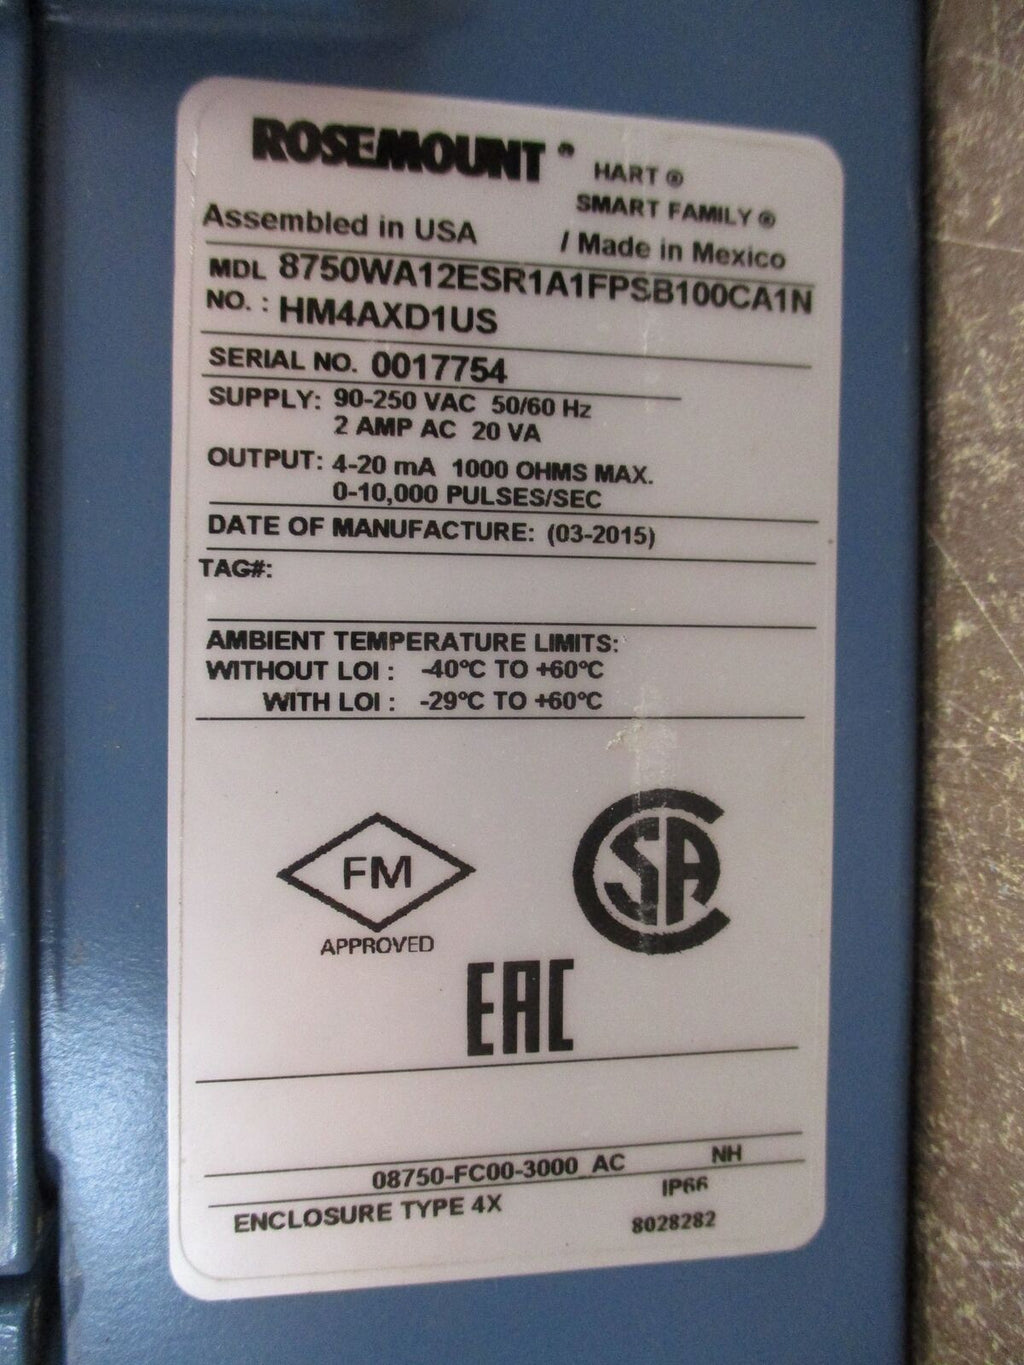 ROSEMOUNT ® HART ®
SMART FAMILY ®
Assembled in USA / Made in Mexico
MDL 8750WA12ESR1A1FPSB100CA1N
NO. : HM4AXD1US
SERIAL NO. 0017754
SUPPLY: 90-250 VAC 50/60 Hz
2 AMP AC 20 VA
OUTPUT: 4-20 mA 1000 OHMS MAX.
0-10,000 PULSES/SEC
DATE OF MANUFACTURE: (03-2015)
TAG#:
AMBIENT TEMPERATURE LIMITS:
WITHOUT LOI : -40°C TO +60°C
WITH LOI : -29°C TO +60°C
FM
APPROVED
CSA
EAC
08750-FC00-3000 AC NH
ENCLOSURE TYPE 4X IP66
8028282